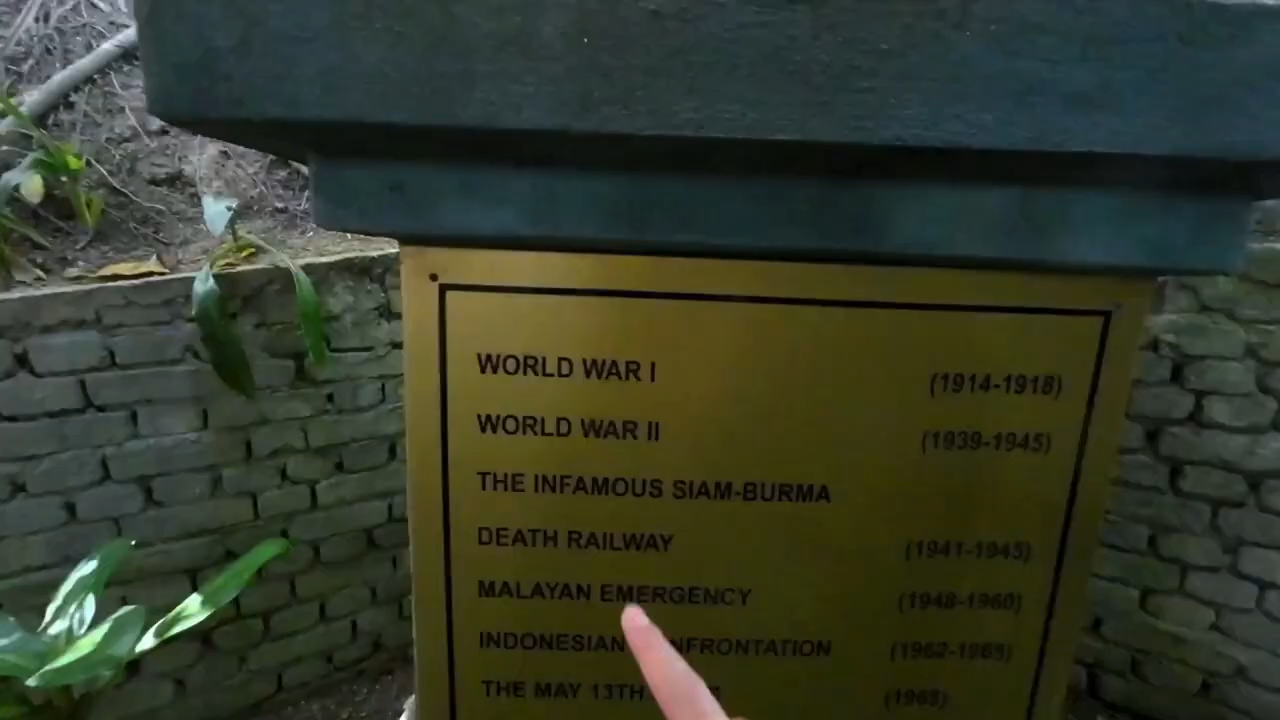 WORLD WAR I (1914-1918)
WORLD WAR II (1939-1945)
THE INFAMOUS SIAM-BURMA
DEATH RAILWAY (1941-1945)
MALAYAN EMERGENCY (1948-1960)
INDONESIAN (1962-1965)
THE MAY 13TH